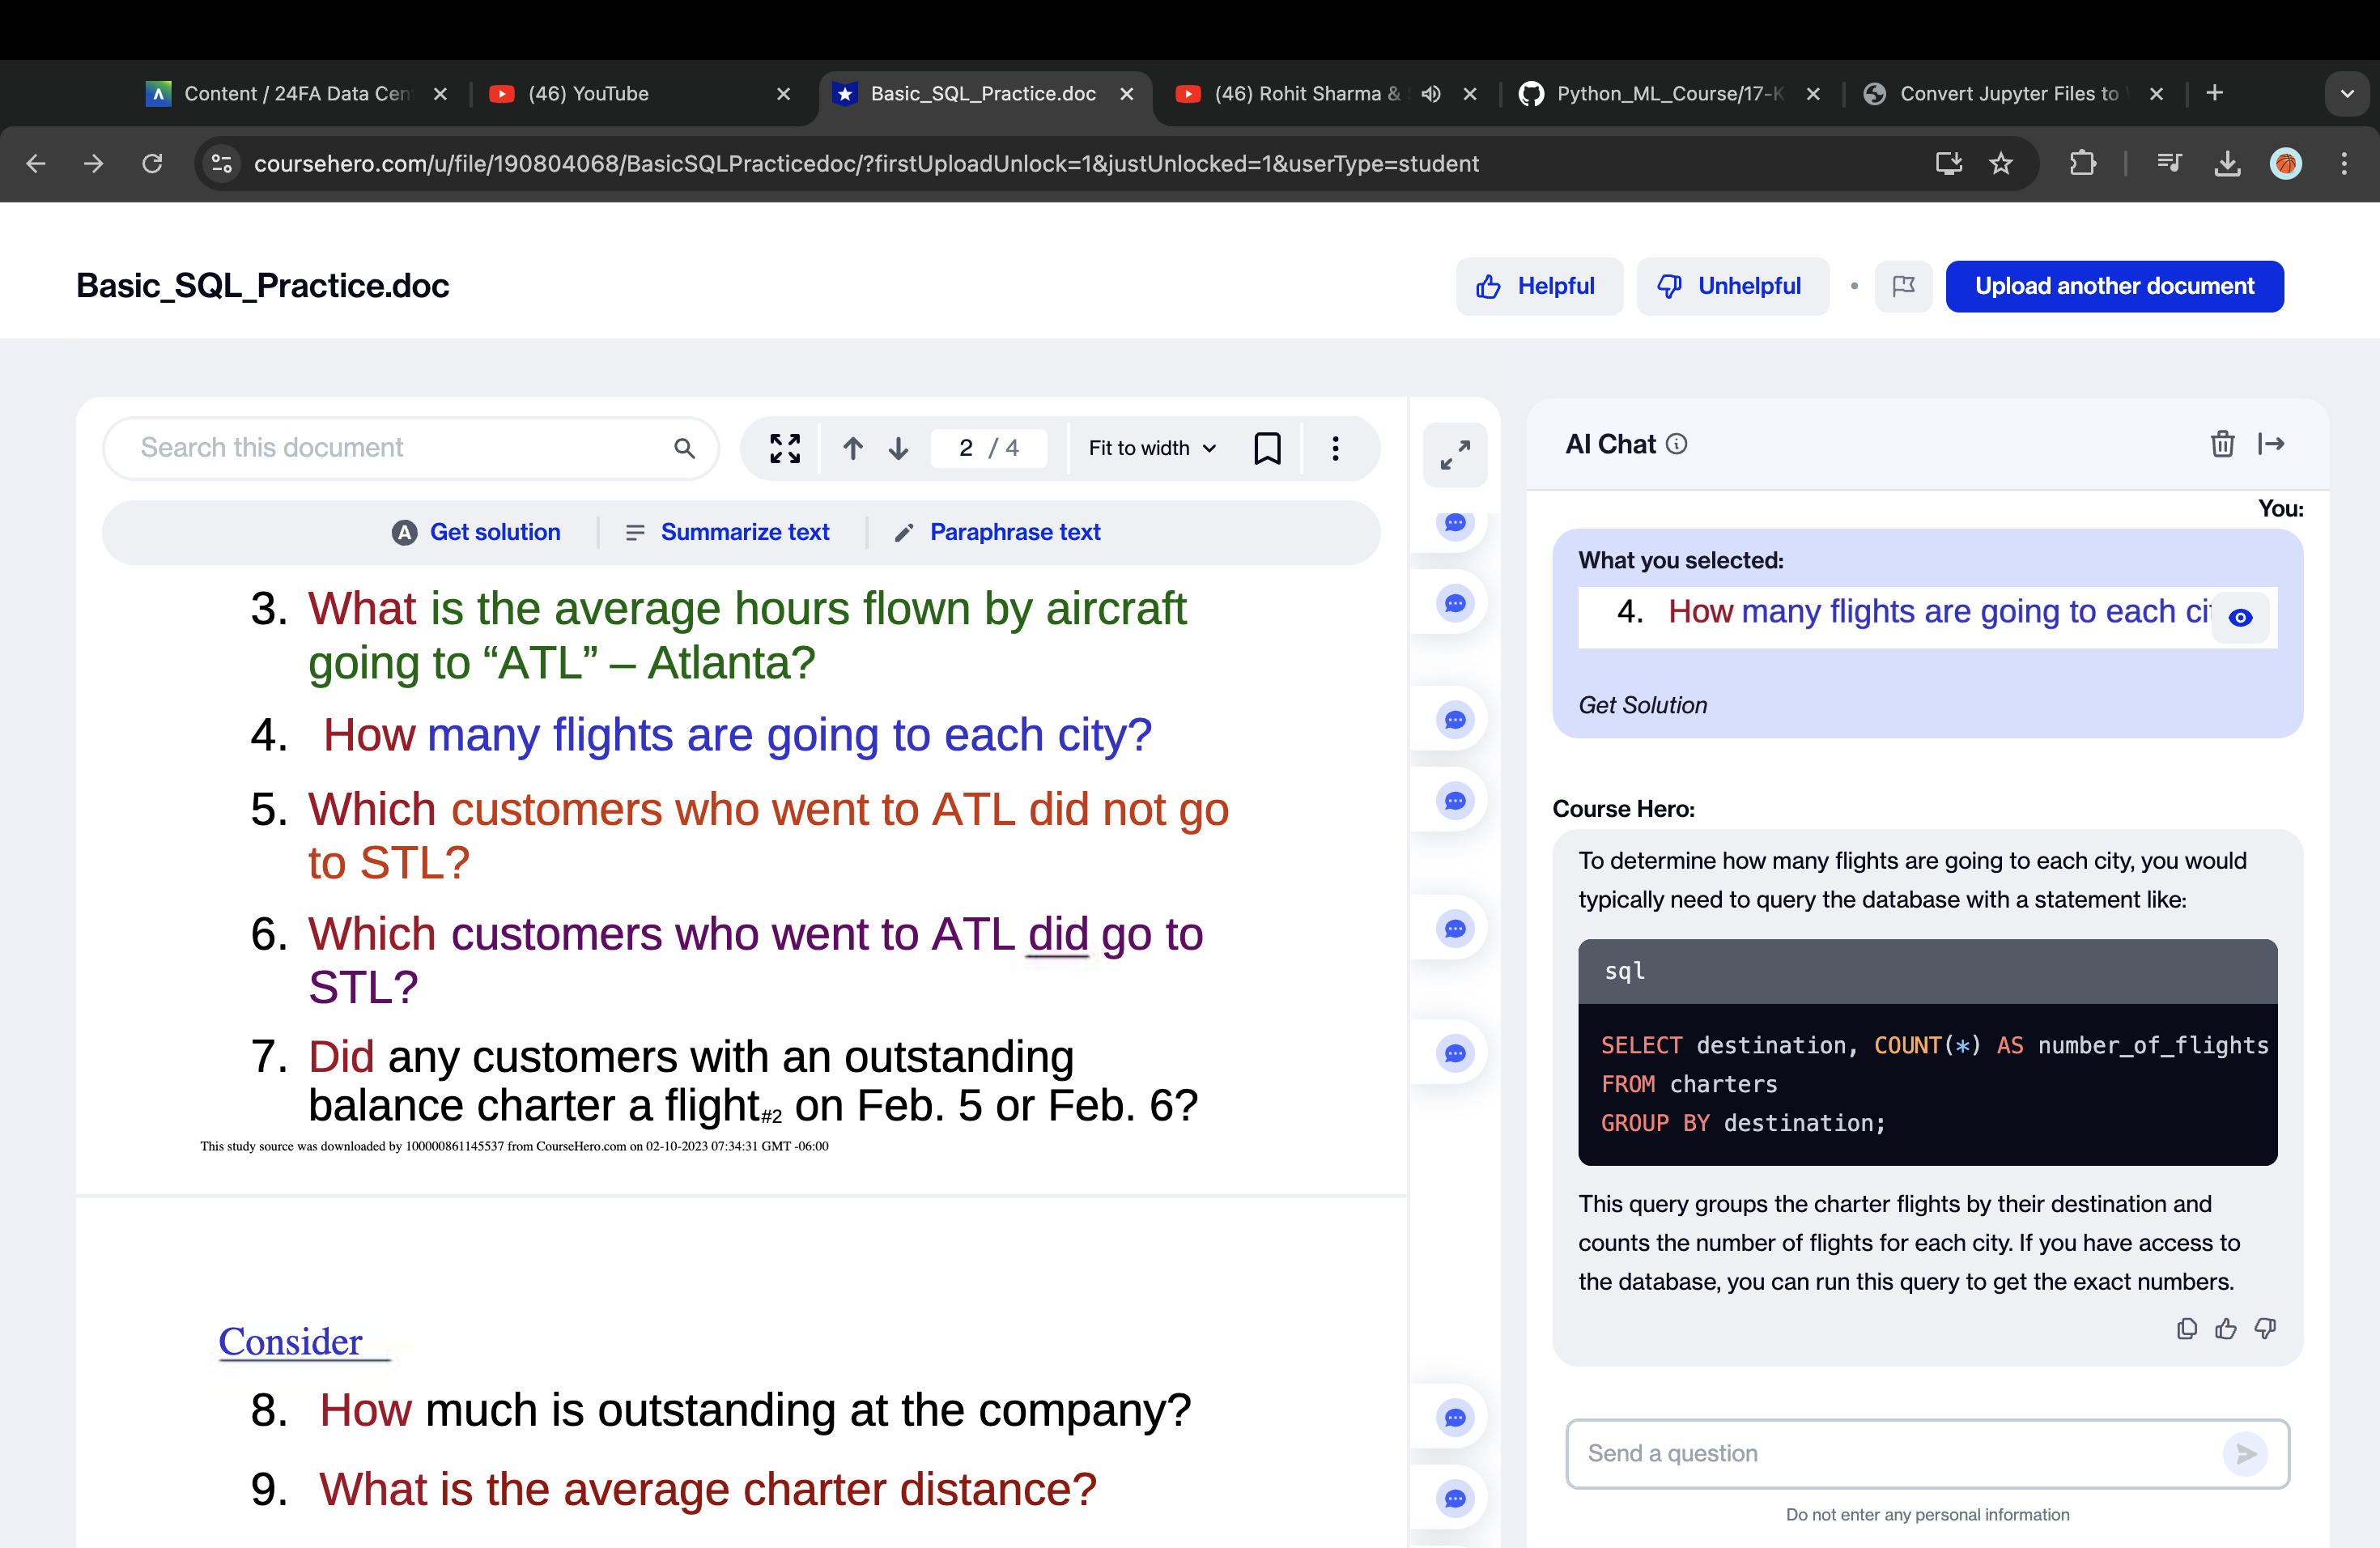 Content / 24FA Data Cen
(46) YouTube
Basic_SQL_Practice.doc
(46) Rohit Sharma &
Python_ML_Course/17-K
Convert Jupyter Files to
coursehero.com/u/file/190804068/BasicSQLPracticedoc/?firstUploadUnlock=1&justUnlocked=1&userType=student
Basic_SQL_Practice.doc
Helpful
Unhelpful
Upload another document
Search this document
2 / 4
Fit to width
Get solution
Summarize text
Paraphrase text
3. What is the average hours flown by aircraft
going to “ATL” – Atlanta?
4. How many flights are going to each city?
5. Which customers who went to ATL did not go
to STL?
6. Which customers who went to ATL did go to
STL?
7. Did any customers with an outstanding
balance charter a flight#2 on Feb. 5 or Feb. 6?
This study source was downloaded by 100000861145537 from CourseHero.com on 02-10-2023 07:34:31 GMT -06:00
Consider
8. How much is outstanding at the company?
9. What is the average charter distance?
AI Chat
You:
What you selected:
4. How many flights are going to each cit
Get Solution
Course Hero:
To determine how many flights are going to each city, you would
typically need to query the database with a statement like:
sql
SELECT destination, COUNT(*) AS number_of_flights
FROM charters
GROUP BY destination;
This query groups the charter flights by their destination and
counts the number of flights for each city. If you have access to
the database, you can run this query to get the exact numbers.
Send a question
Do not enter any personal information